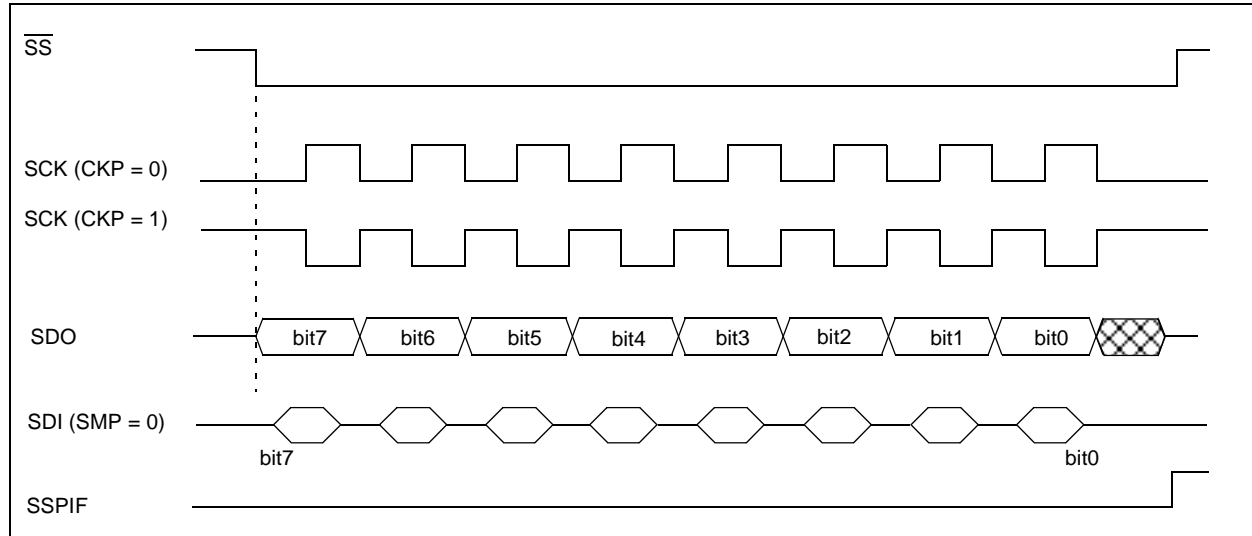 S̅S̅
SCK (CKP = 0)
SCK (CKP = 1)
SDO
bit7 bit6 bit5 bit4 bit3 bit2 bit1 bit0
SDI (SMP = 0)
bit7 bit0
SSPIF